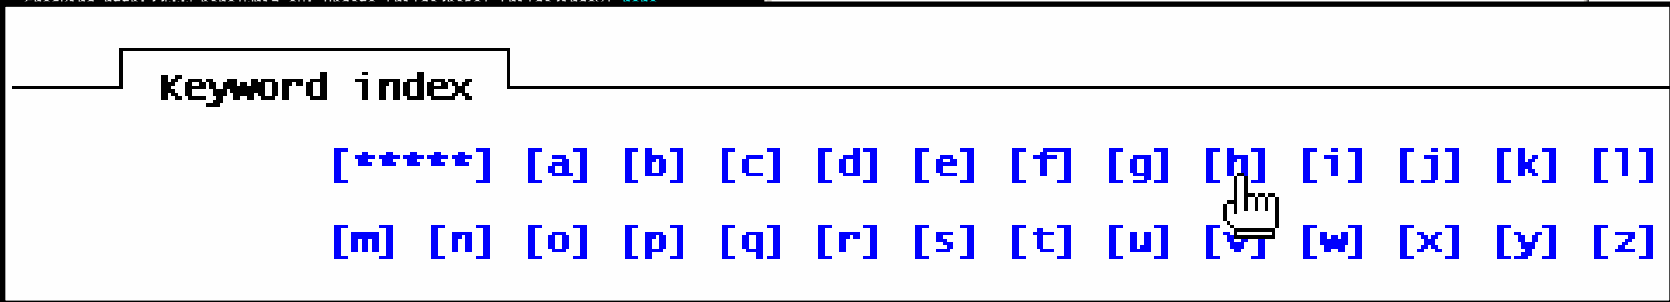 Keyword index
[*****] [a] [b] [c] [d] [e] [f] [g] [h] [i] [j] [k] [l]
[m] [n] [o] [p] [q] [r] [s] [t] [u] [v] [w] [x] [y] [z]